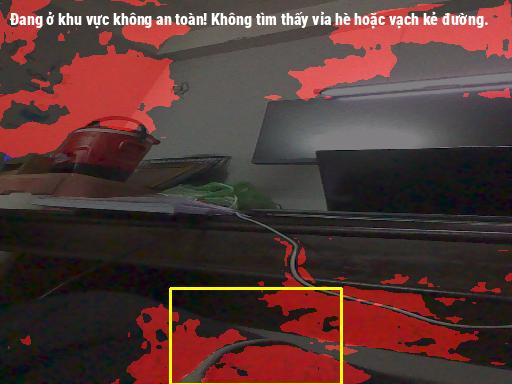 Đang ở khu vực không an toàn! Không tìm thấy vỉa hè hoặc vạch kẻ đường.